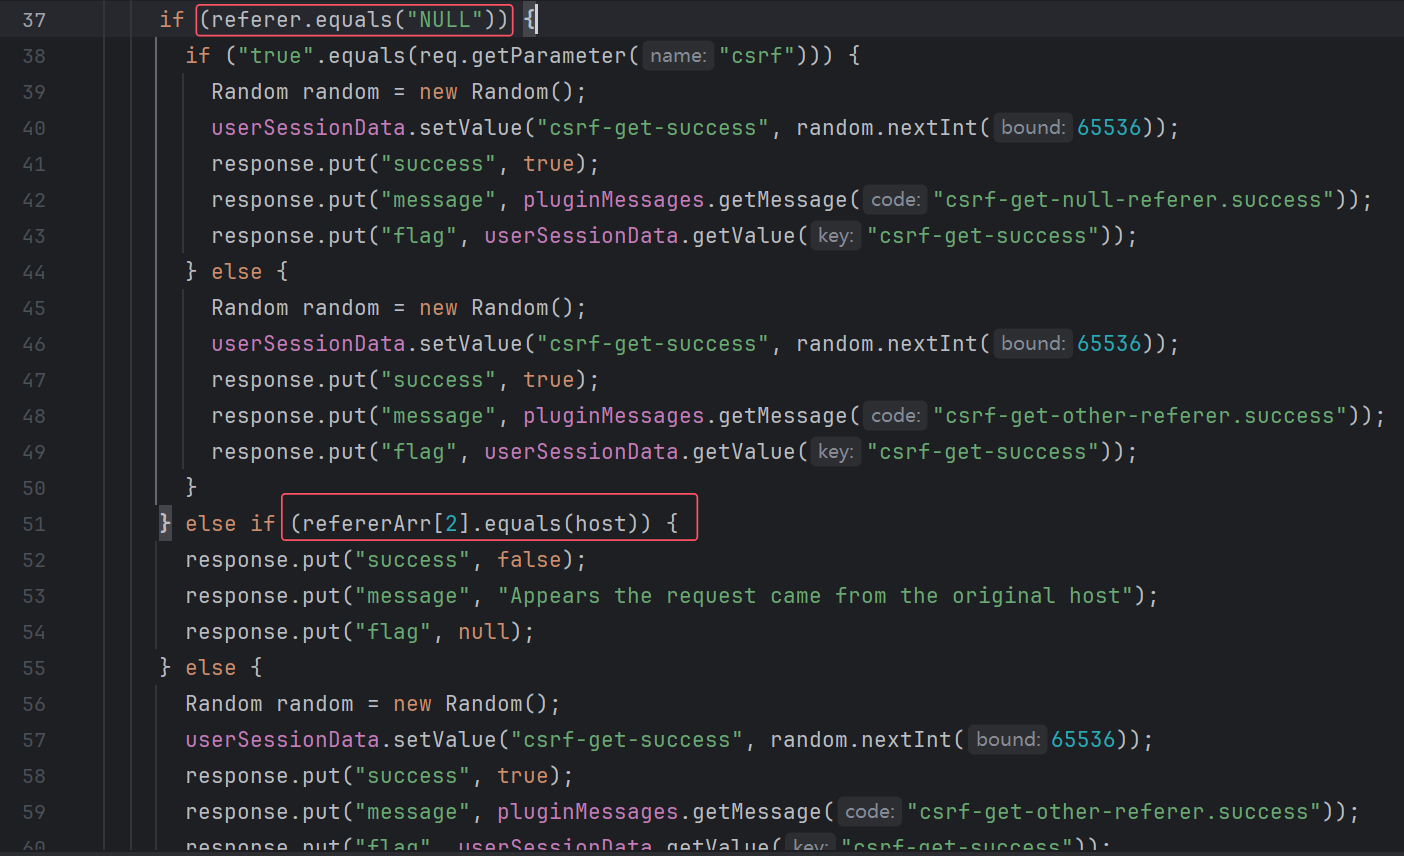 37 if (referer.equals("NULL")) {
38 if ("true".equals(req.getParameter( name: "csrf"))) {
39 Random random = new Random();
40 userSessionData.setValue("csrf-get-success", random.nextInt( bound: 65536));
41 response.put("success", true);
42 response.put("message", pluginMessages.getMessage( code: "csrf-get-null-referer.success"));
43 response.put("flag", userSessionData.getValue( key: "csrf-get-success"));
44 } else {
45 Random random = new Random();
46 userSessionData.setValue("csrf-get-success", random.nextInt( bound: 65536));
47 response.put("success", true);
48 response.put("message", pluginMessages.getMessage( code: "csrf-get-other-referer.success"));
49 response.put("flag", userSessionData.getValue( key: "csrf-get-success"));
50 }
51 } else if (refererArr[2].equals(host)) {
52 response.put("success", false);
53 response.put("message", "Appears the request came from the original host");
54 response.put("flag", null);
55 } else {
56 Random random = new Random();
57 userSessionData.setValue("csrf-get-success", random.nextInt( bound: 65536));
58 response.put("success", true);
59 response.put("message", pluginMessages.getMessage( code: "csrf-get-other-referer.success"));
60 response.put("flag", userSessionData.getValue( key: "csrf-get-success"));